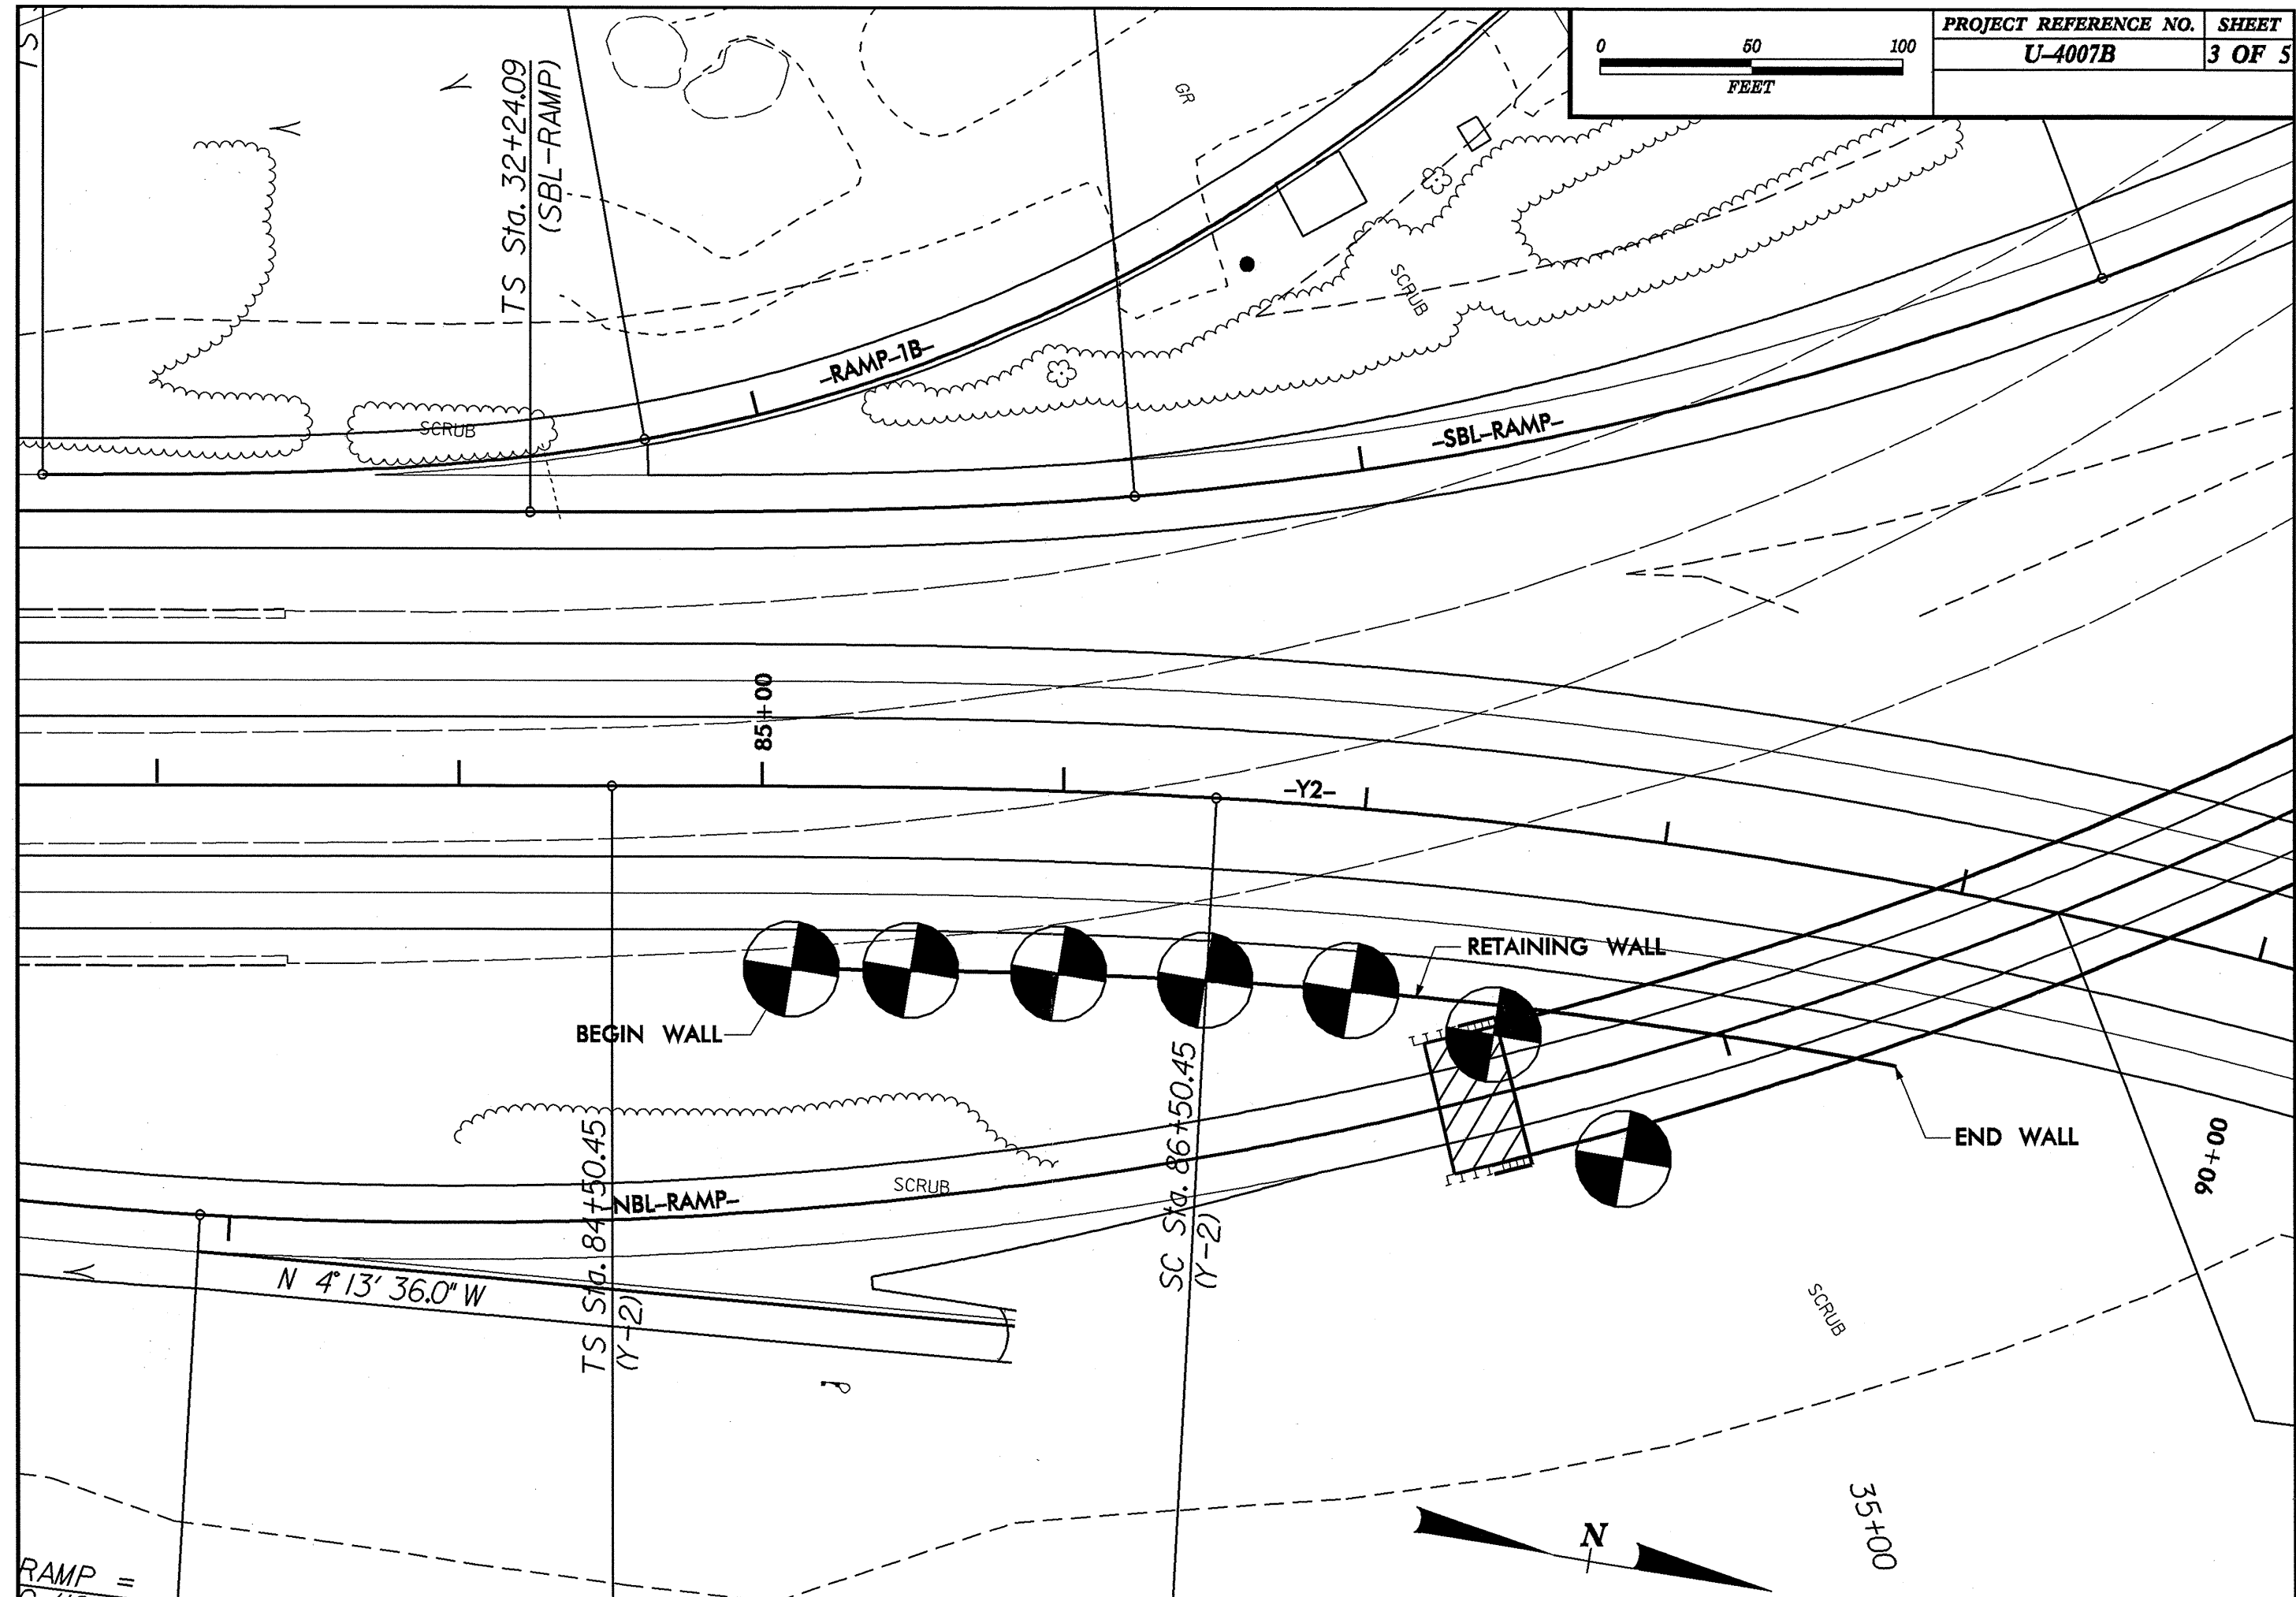 PROJECT REFERENCE NO.
SHEET
U-4007B
3 OF 5
0 50 100
FEET
TS
TS Sta. 32+24.09
(SBL-RAMP)
GR
SCRUB
-RAMP-1B-
SCRUB
-SBL-RAMP-
85+00
-Y2-
RETAINING WALL
BEGIN WALL
END WALL
90+00
TS Sta. 84+50.45
(Y-2)
SC Sta. 86+50.45
(Y-2)
SCRUB
-NBL-RAMP-
N 4° 13' 36.0" W
SCRUB
N
35+00
RAMP =